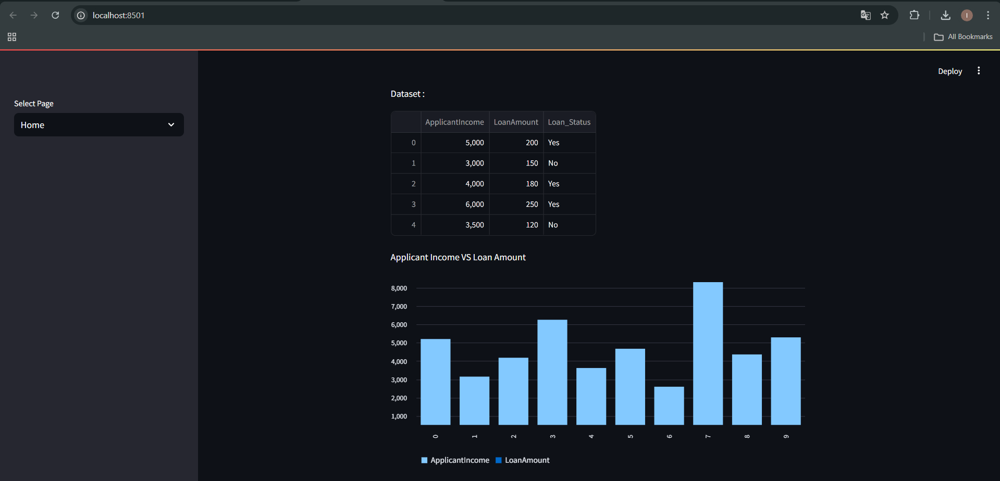 localhost:8501
All Bookmarks
Deploy
Select Page
Home
Dataset :
ApplicantIncome LoanAmount Loan_Status
0 5,000 200 Yes
1 3,000 150 No
2 4,000 180 Yes
3 6,000 250 Yes
4 3,500 120 No
Applicant Income VS Loan Amount
8,000
7,000
6,000
5,000
4,000
3,000
2,000
1,000
0 1 2 3 4 5 6 7 8 9
ApplicantIncome LoanAmount